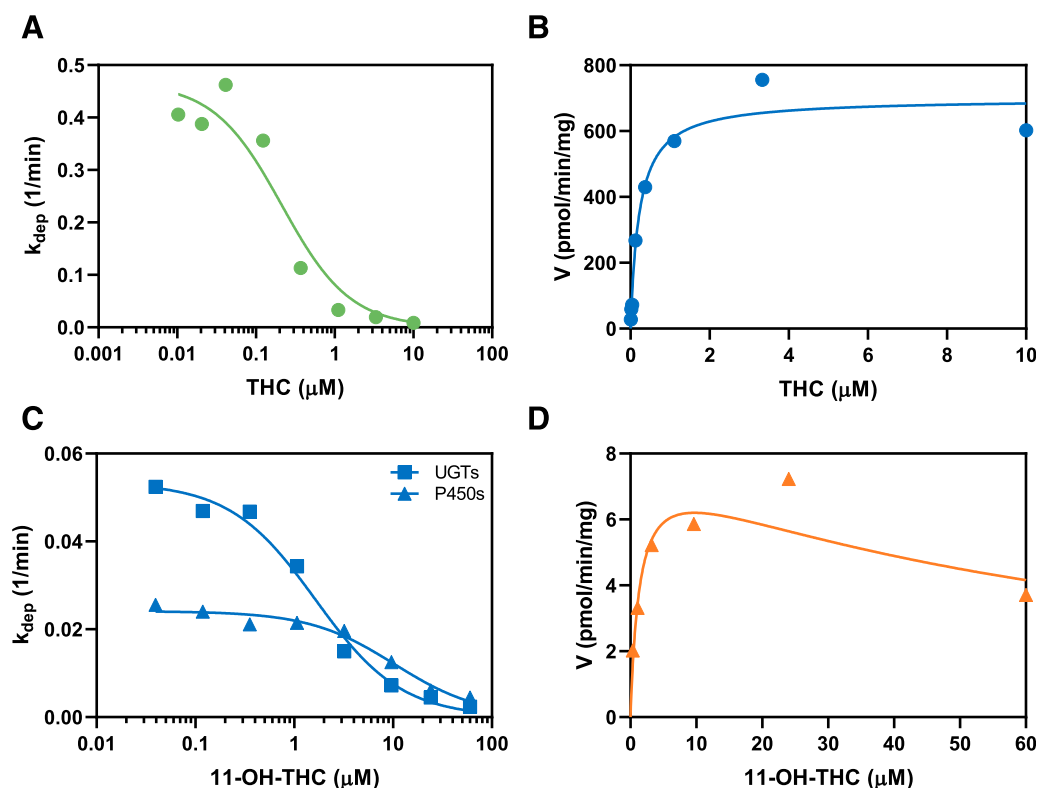 A
0.5
0.4
0.3
0.2
0.1
0.0
k_dep (1/min)
0.001 0.01 0.1 1 10 100
THC (μM)
B
800
600
400
200
0
V (pmol/min/mg)
0 2 4 6 8 10
THC (μM)
C
0.06
0.04
0.02
0.00
k_dep (1/min)
UGTs
P450s
0.01 0.1 1 10 100
11-OH-THC (μM)
D
8
6
4
2
0
V (pmol/min/mg)
0 10 20 30 40 50 60
11-OH-THC (μM)